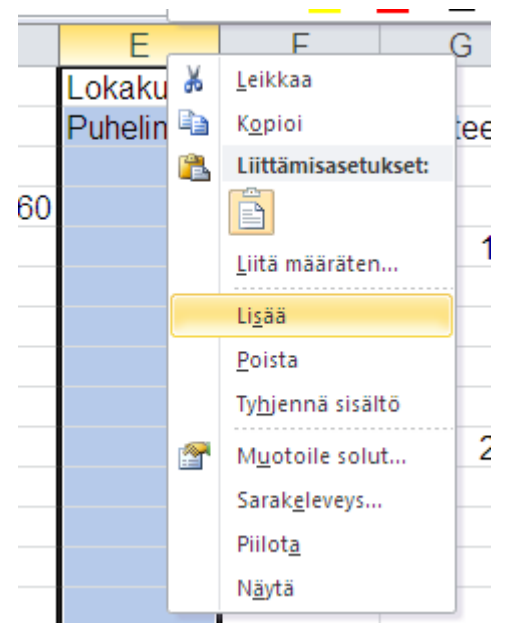 E F G
Lokaku
Puhelin
60
Leikkaa
Kopioi
Liittämisasetukset:
Liitä määräten...
Lisää
Poista
Tyhjennä sisältö
Muotoile solut...
Sarakeleveys...
Piilota
Näytä
tee
1
2